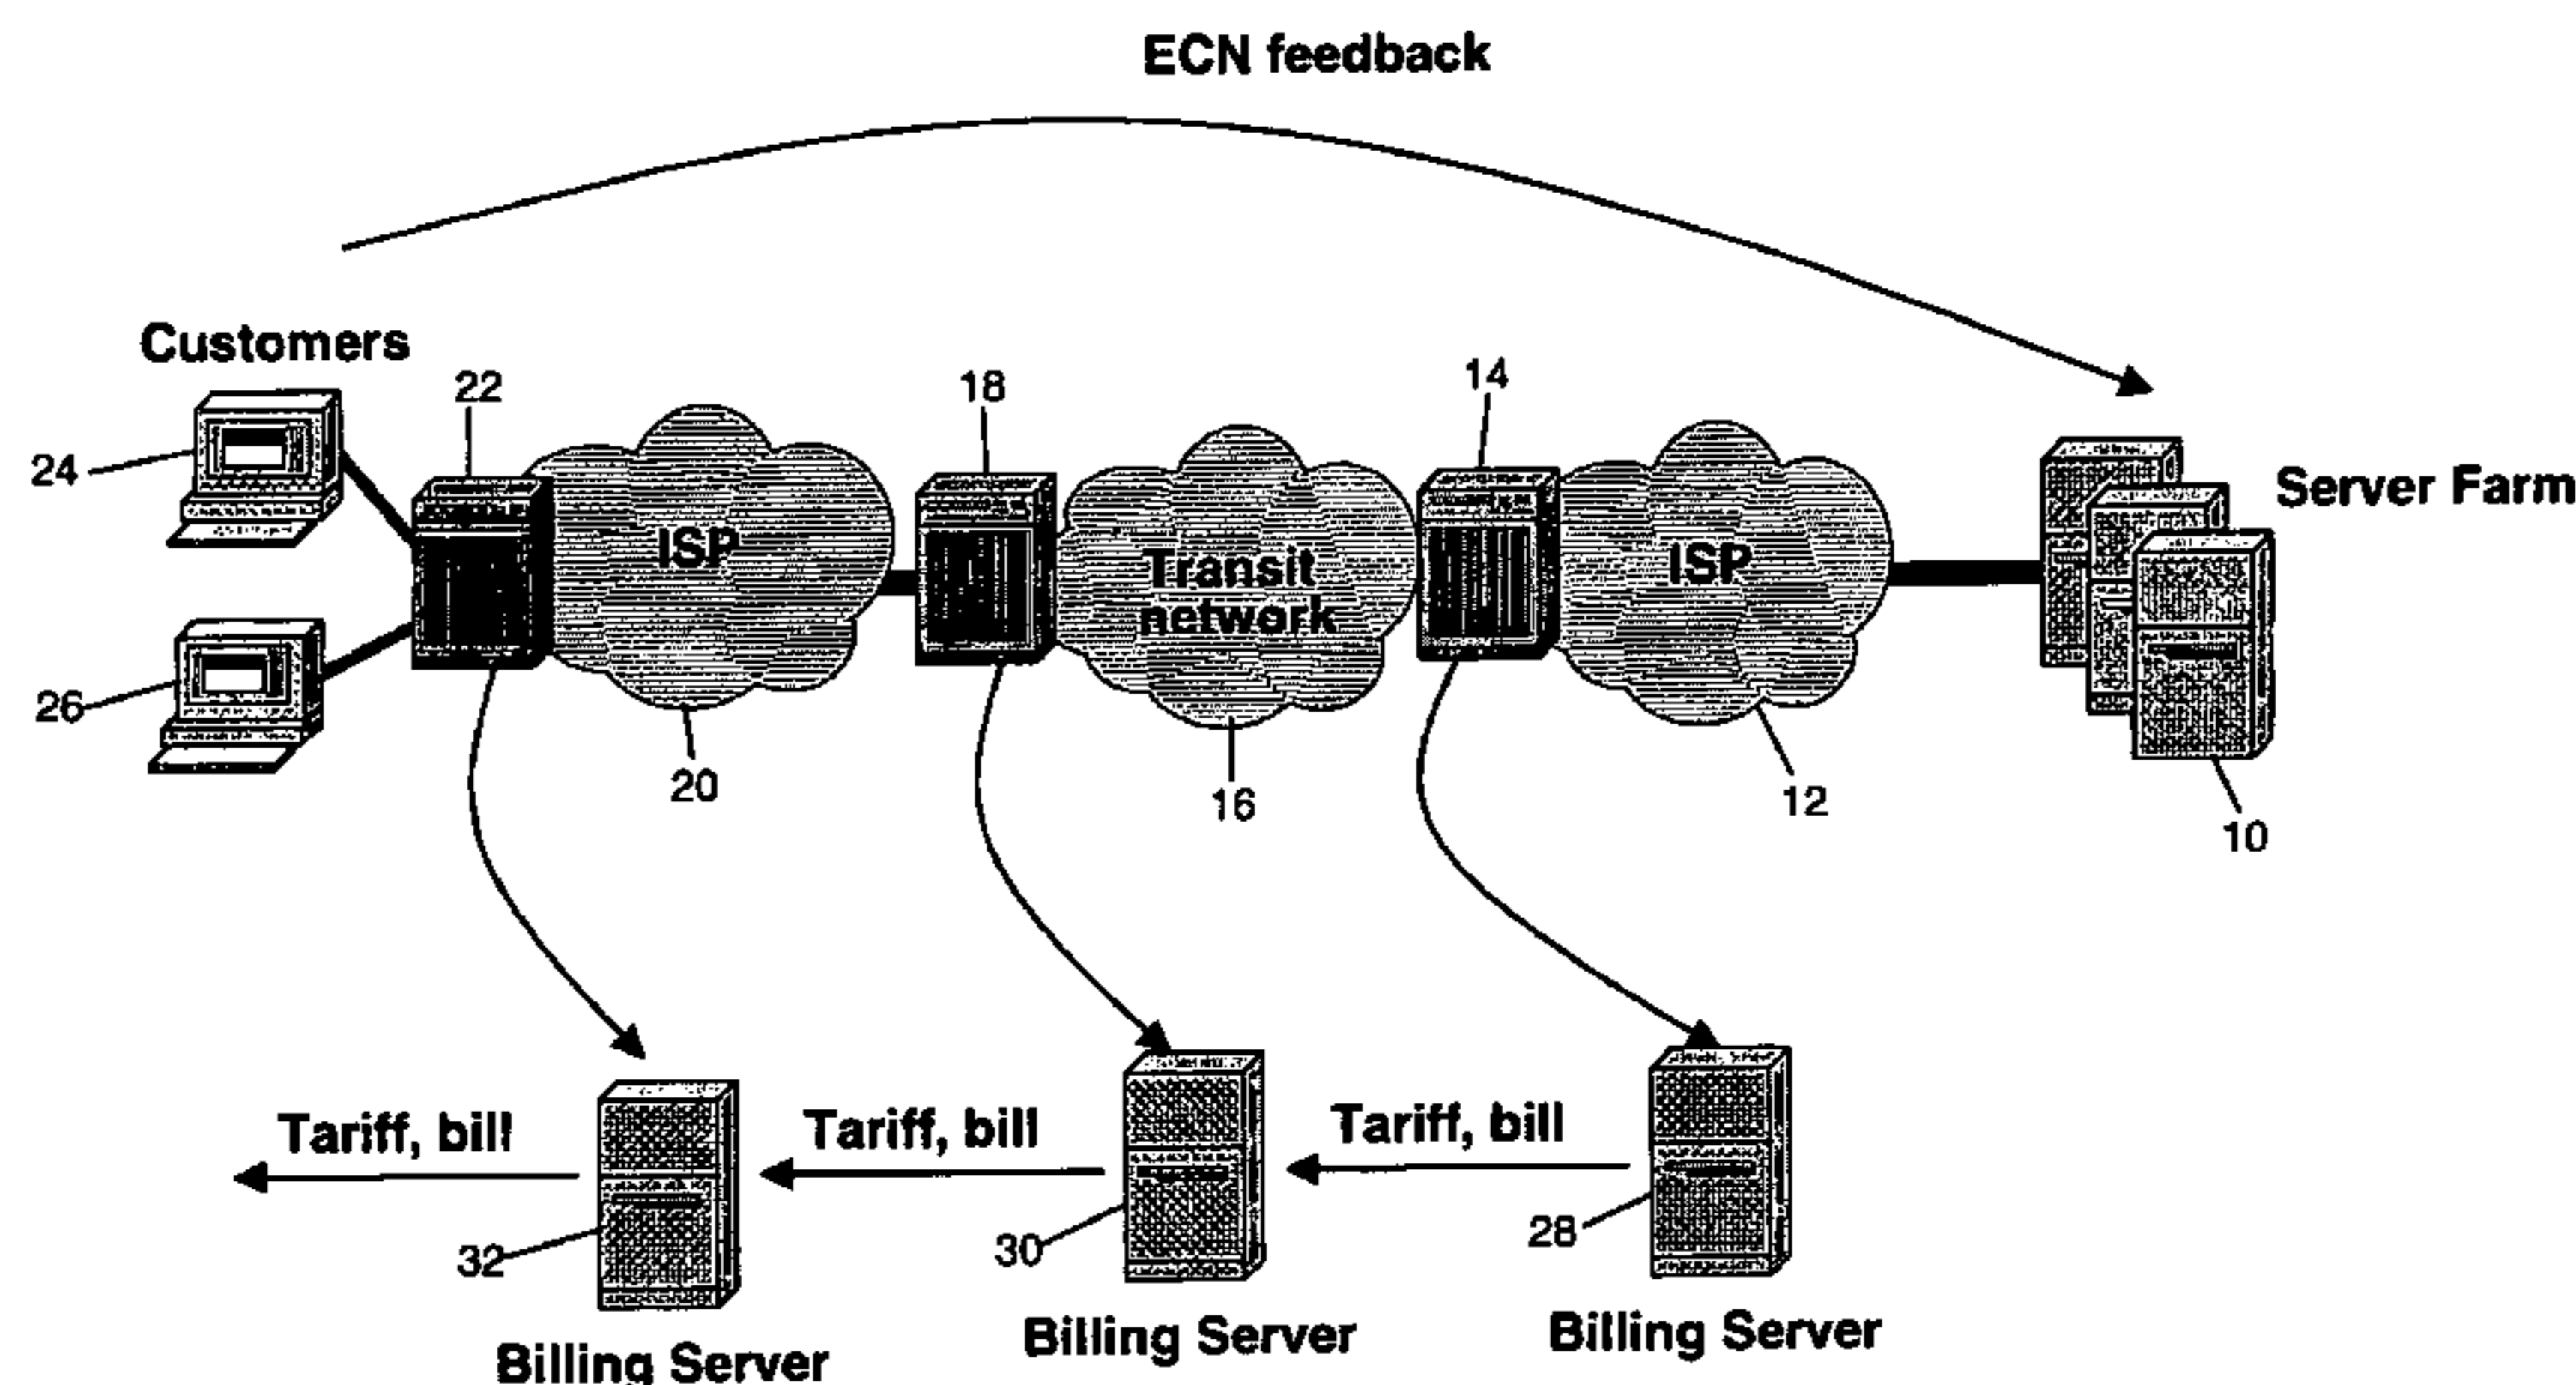 ECN feedback
Customers
22
18
14
24
ISP
Transit
network
ISP
Server Farm
26
20
16
12
10
Tariff, bill
Tariff, bill
Tariff, bill
32
30
28
Billing Server
Billing Server
Billing Server